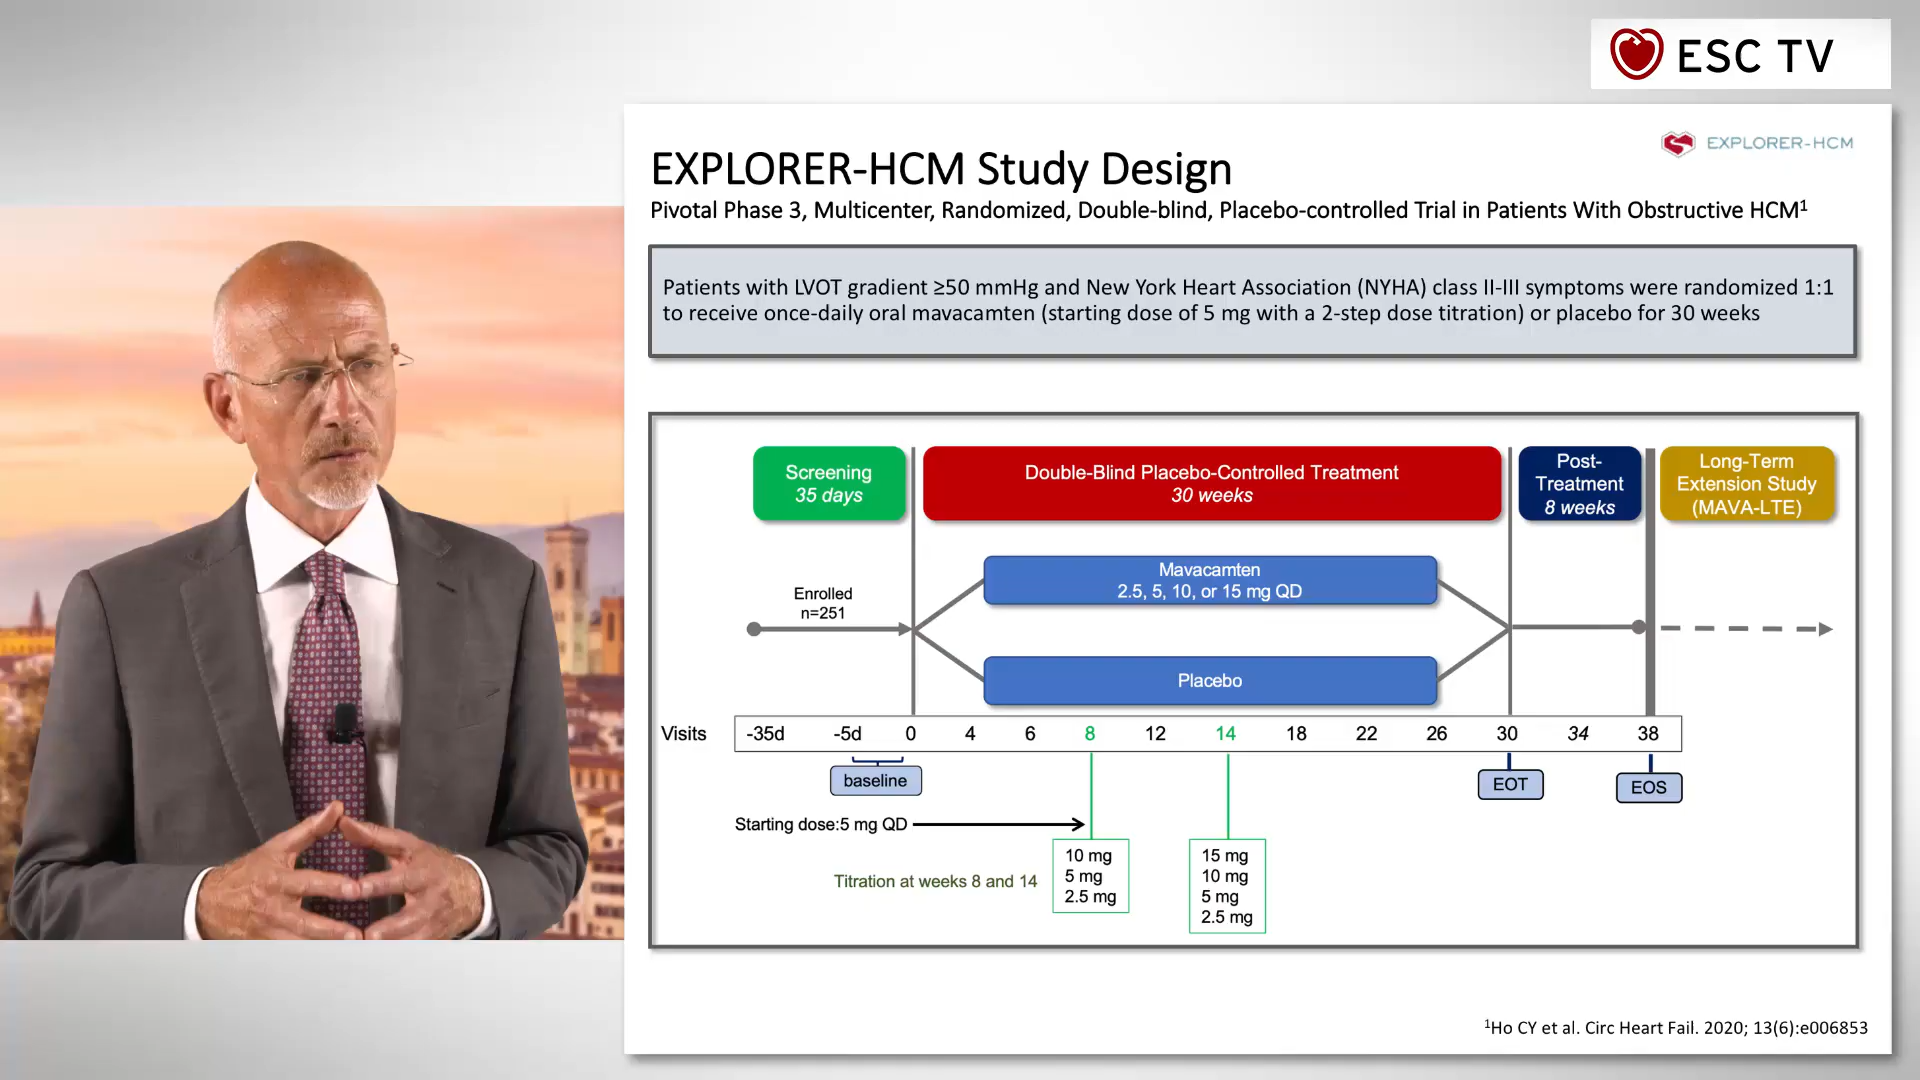 ESC TV
EXPLORER-HCM
EXPLORER-HCM Study Design
Pivotal Phase 3, Multicenter, Randomized, Double-blind, Placebo-controlled Trial in Patients With Obstructive HCM¹
Patients with LVOT gradient ≥50 mmHg and New York Heart Association (NYHA) class II-III symptoms were randomized 1:1
to receive once-daily oral mavacamten (starting dose of 5 mg with a 2-step dose titration) or placebo for 30 weeks
Screening
35 days
Double-Blind Placebo-Controlled Treatment
30 weeks
Post-
Treatment
8 weeks
Long-Term
Extension Study
(MAVA-LTE)
Enrolled
n=251
Mavacamten
2.5, 5, 10, or 15 mg QD
Placebo
Visits -35d -5d 0 4 6 8 12 14 18 22 26 30 34 38
baseline
EOT
EOS
Starting dose:5 mg QD
Titration at weeks 8 and 14
10 mg
5 mg
2.5 mg
15 mg
10 mg
5 mg
2.5 mg
¹Ho CY et al. Circ Heart Fail. 2020; 13(6):e006853